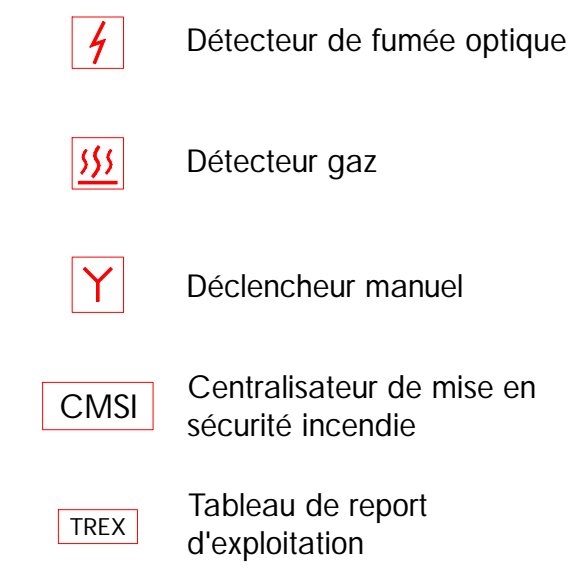 Détecteur de fumée optique
Détecteur gaz
Déclencheur manuel
CMSI
Centralisateur de mise en
sécurité incendie
TREX
Tableau de report
d'exploitation